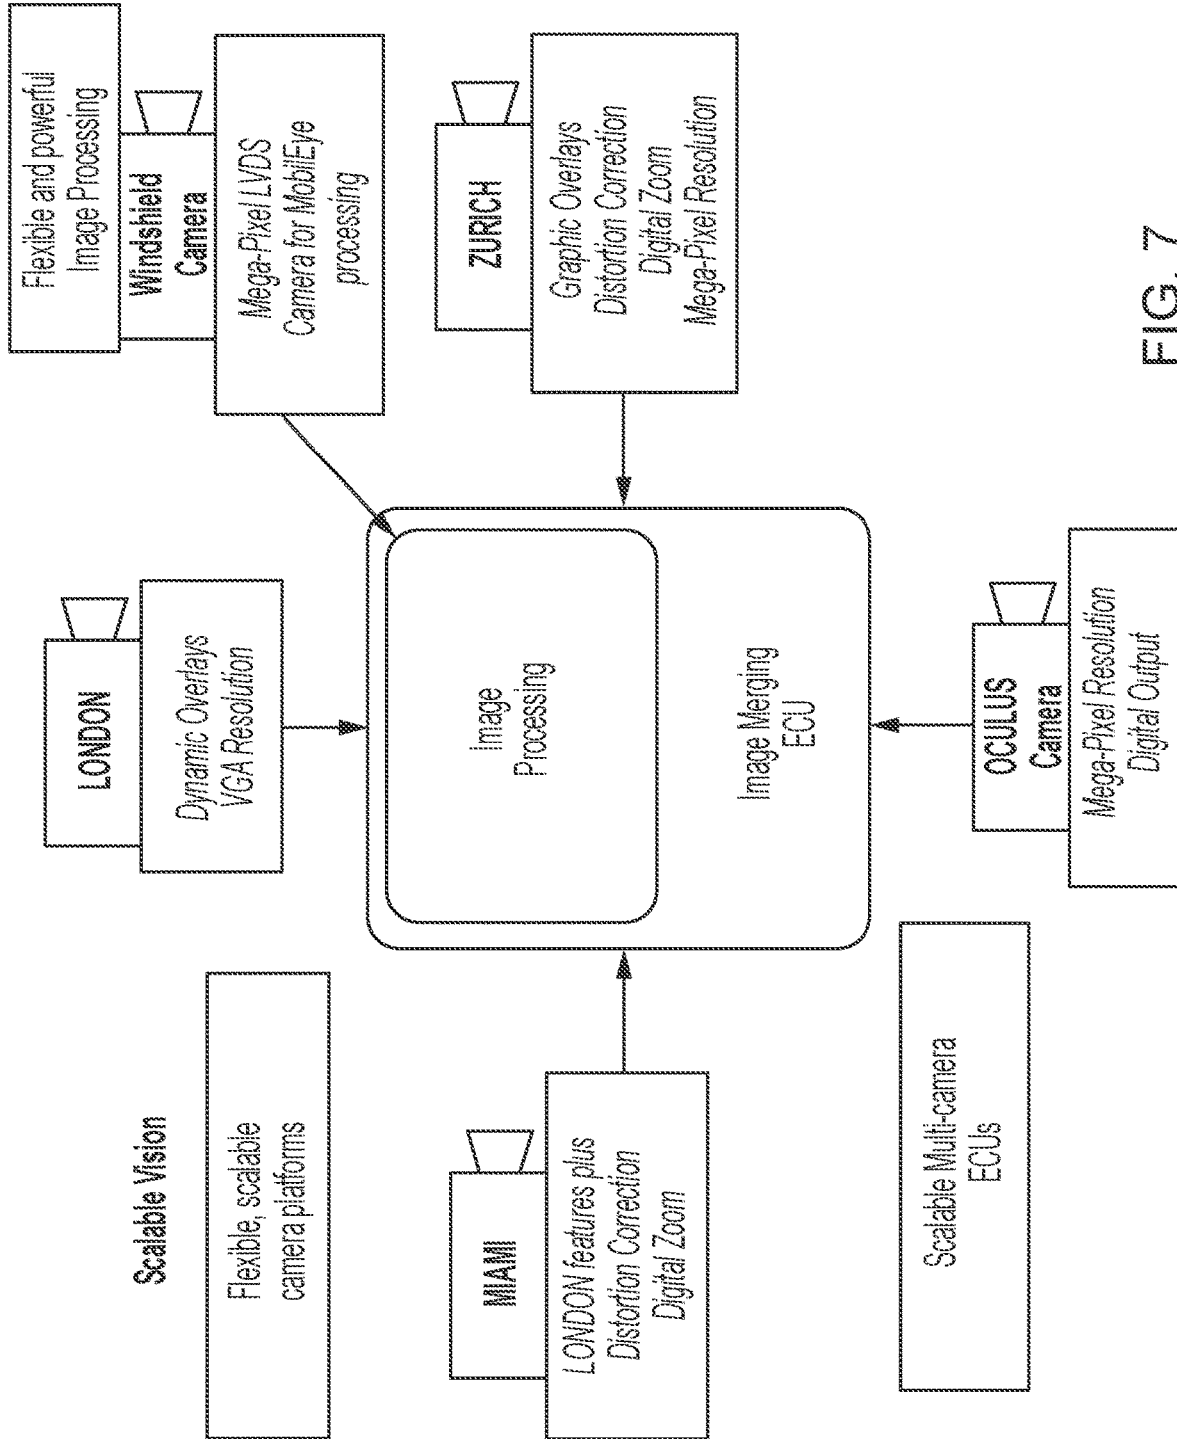 Scalable Vision
Flexible, scalable
camera platforms
LONDON
Dynamic Overlays
VGA Resolution
Flexible and powerful
Image Processing
Windshield
Camera
Mega-Pixel LVDS
Camera for MobilEye
processing
MIAMI
LONDON features plus
Distortion Correction
Digital Zoom
Image
Processing
Image Merging
ECU
ZURICH
Graphic Overlays
Distortion Correction
Digital Zoom
Mega-Pixel Resolution
Scalable Multi-camera
ECUs
OCULUS
Camera
Mega-Pixel Resolution
Digital Output
FIG. 7